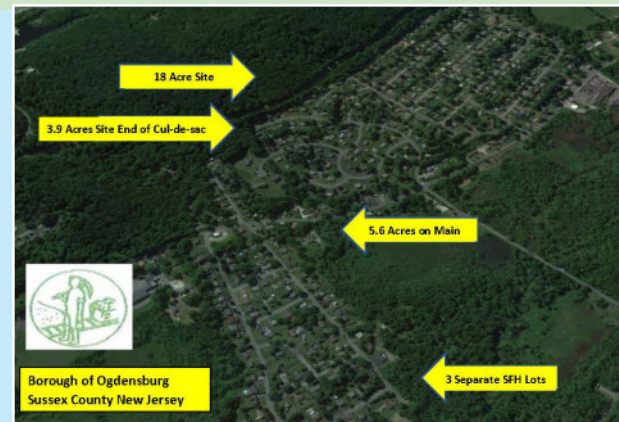 18 Acre Site
3.9 Acres Site End of Cul-de-sac
5.6 Acres on Main
3 Separate SFH Lots
Borough of Ogdensburg
Sussex County New Jersey